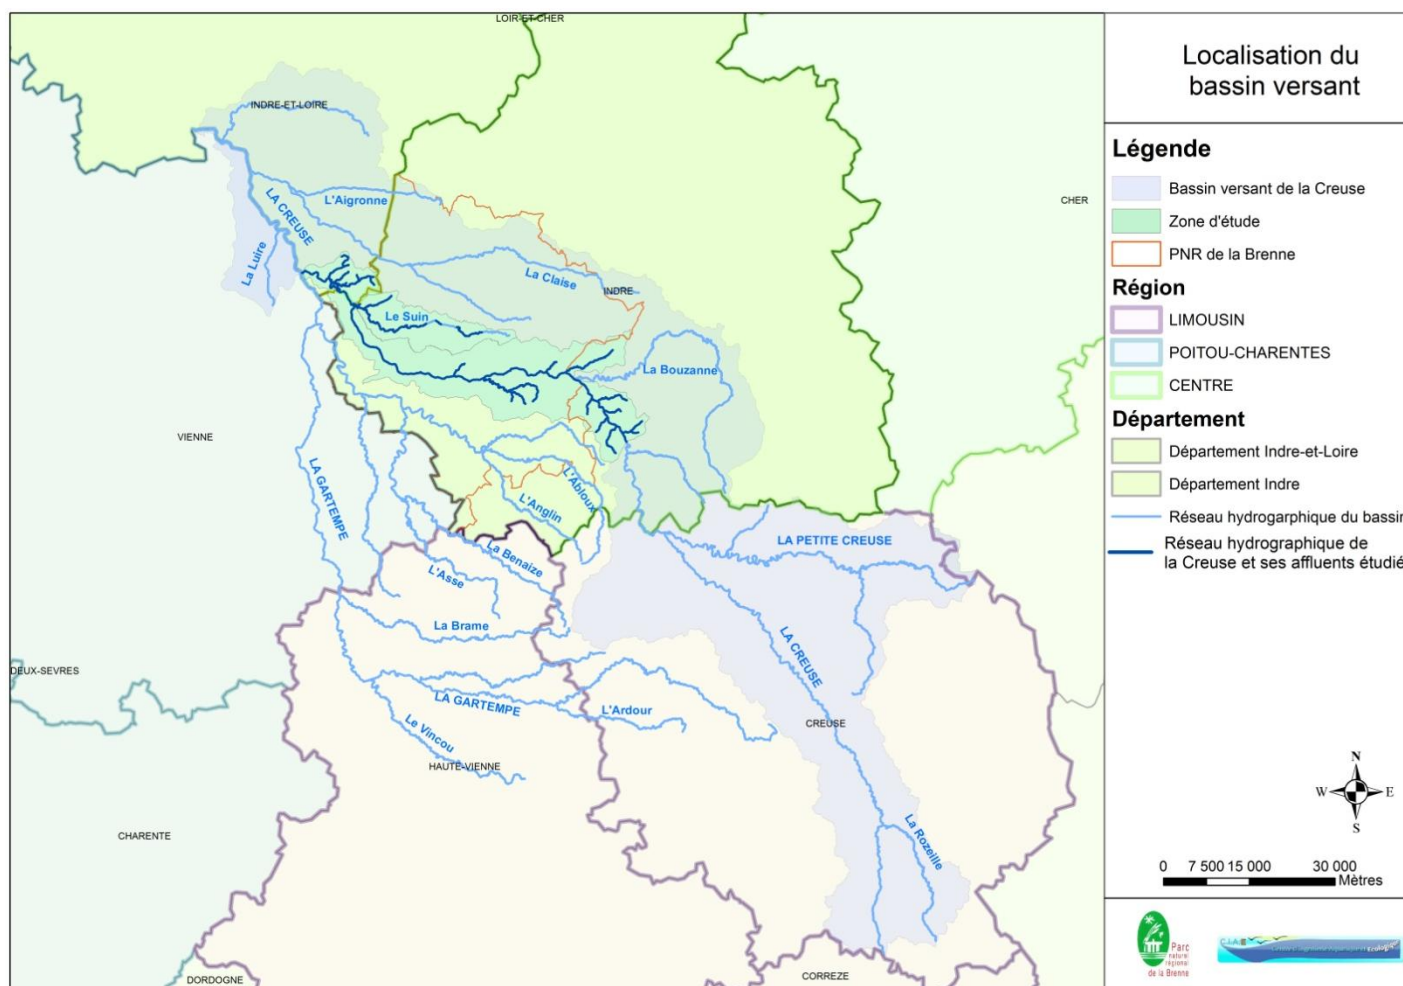 LOIR-ET-CHER
INDRE-ET-LOIRE
L'Aigronne
LA CREUSE
La Luire
La Claise
INDRE
CHER
Le Suin
La Bouzanne
VIENNE
LA GARTEMPE
L'Abloux
L'Anglin
La Benaize
L'Asse
La Brame
LA PETITE CREUSE
LA CREUSE
DEUX-SEVRES
LA GARTEMPE
L'Ardour
Le Vincou
CREUSE
HAUTE-VIENNE
CHARENTE
La Rozeille
DORDOGNE
CORREZE
Localisation du
bassin versant
Légende
Bassin versant de la Creuse
Zone d'étude
PNR de la Brenne
Région
LIMOUSIN
POITOU-CHARENTES
CENTRE
Département
Département Indre-et-Loire
Département Indre
Réseau hydrogarphique du bassin
Réseau hydrographique de
la Creuse et ses affluents étudié
N
W E
S
0 7 500 15 000 30 000
Mètres
Parc
naturel
régional
de la Brenne